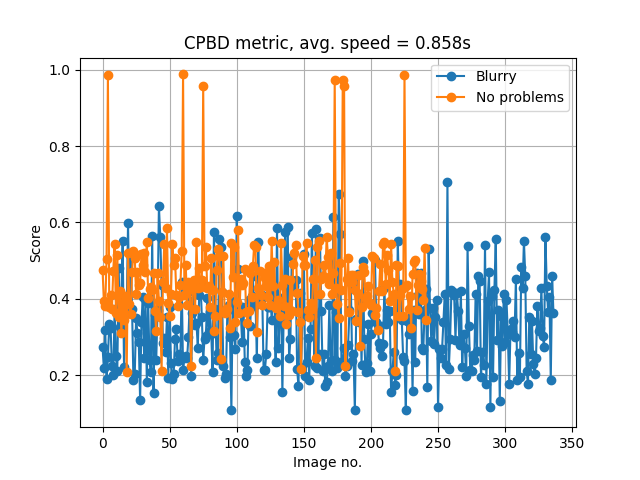 CPBD metric, avg. speed = 0.858s
Blurry
No problems
Score
1.0
0.8
0.6
0.4
0.2
0 50 100 150 200 250 300 350
Image no.